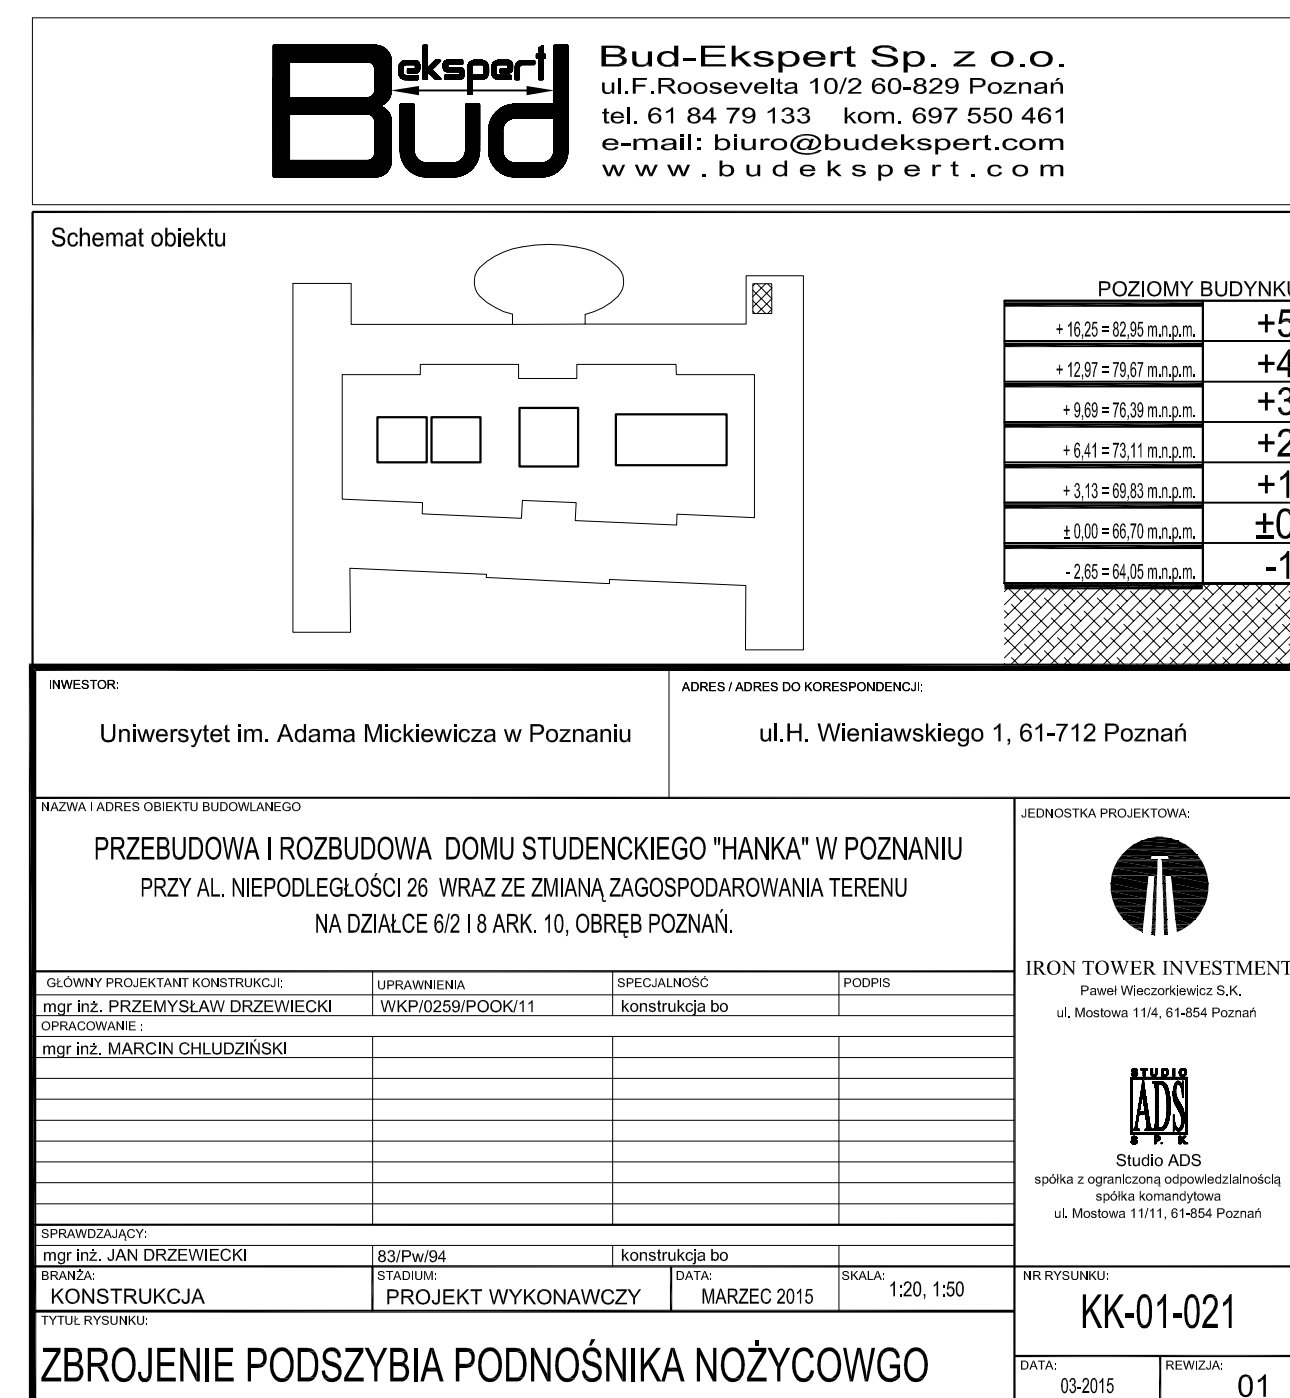 Bud ekspert
Bud-Ekspert Sp. z o.o.
ul.F.Roosevelta 10/2 60-829 Poznań
tel. 61 84 79 133 kom. 697 550 461
e-mail: biuro@budekspert.com
www.budekspert.com
Schemat obiektu
POZIOMY BUDYNKU
+ 16,25 = 82,95 m.n.p.m. +5
+ 12,97 = 79,67 m.n.p.m. +4
+ 9,69 = 76,39 m.n.p.m. +3
+ 6,41 = 73,11 m.n.p.m. +2
+ 3,13 = 69,83 m.n.p.m. +1
± 0,00 = 66,70 m.n.p.m. ±0
- 2,65 = 64,05 m.n.p.m. -1
INWESTOR:
Uniwersytet im. Adama Mickiewicza w Poznaniu
ADRES / ADRES DO KORESPONDENCJI:
ul.H. Wieniawskiego 1, 61-712 Poznań
NAZWA I ADRES OBIEKTU BUDOWLANEGO
PRZEBUDOWA I ROZBUDOWA DOMU STUDENCKIEGO "HANKA" W POZNANIU
PRZY AL. NIEPODLEGŁOŚCI 26 WRAZ ZE ZMIANĄ ZAGOSPODAROWANIA TERENU
NA DZIAŁCE 6/2 I 8 ARK. 10, OBRĘB POZNAŃ.
JEDNOSTKA PROJEKTOWA:
IRON TOWER INVESTMENT
Paweł Wieczorkiewicz S.K.
ul. Mostowa 11/4, 61-854 Poznań
STUDIO
ADS
S P. K
Studio ADS
spółka z ograniczoną odpowiedzialnością
spółka komandytowa
ul. Mostowa 11/11, 61-854 Poznań
GŁÓWNY PROJEKTANT KONSTRUKCJI: UPRAWNIENIA SPECJALNOŚĆ PODPIS
mgr inż. PRZEMYSŁAW DRZEWIECKI WKP/0259/POOK/11 konstrukcja bo
OPRACOWANIE :
mgr inż. MARCIN CHLUDZIŃSKI
SPRAWDZAJĄCY:
mgr inż. JAN DRZEWIECKI 83/Pw/94 konstrukcja bo
BRANŻA: STADIUM: DATA: SKALA:
KONSTRUKCJA PROJEKT WYKONAWCZY MARZEC 2015 1:20, 1:50
NR RYSUNKU:
KK-01-021
TYTUŁ RYSUNKU:
ZBROJENIE PODSZYBIA PODNOŚNIKA NOŻYCOWGO
DATA: REWIZJA:
03-2015 01